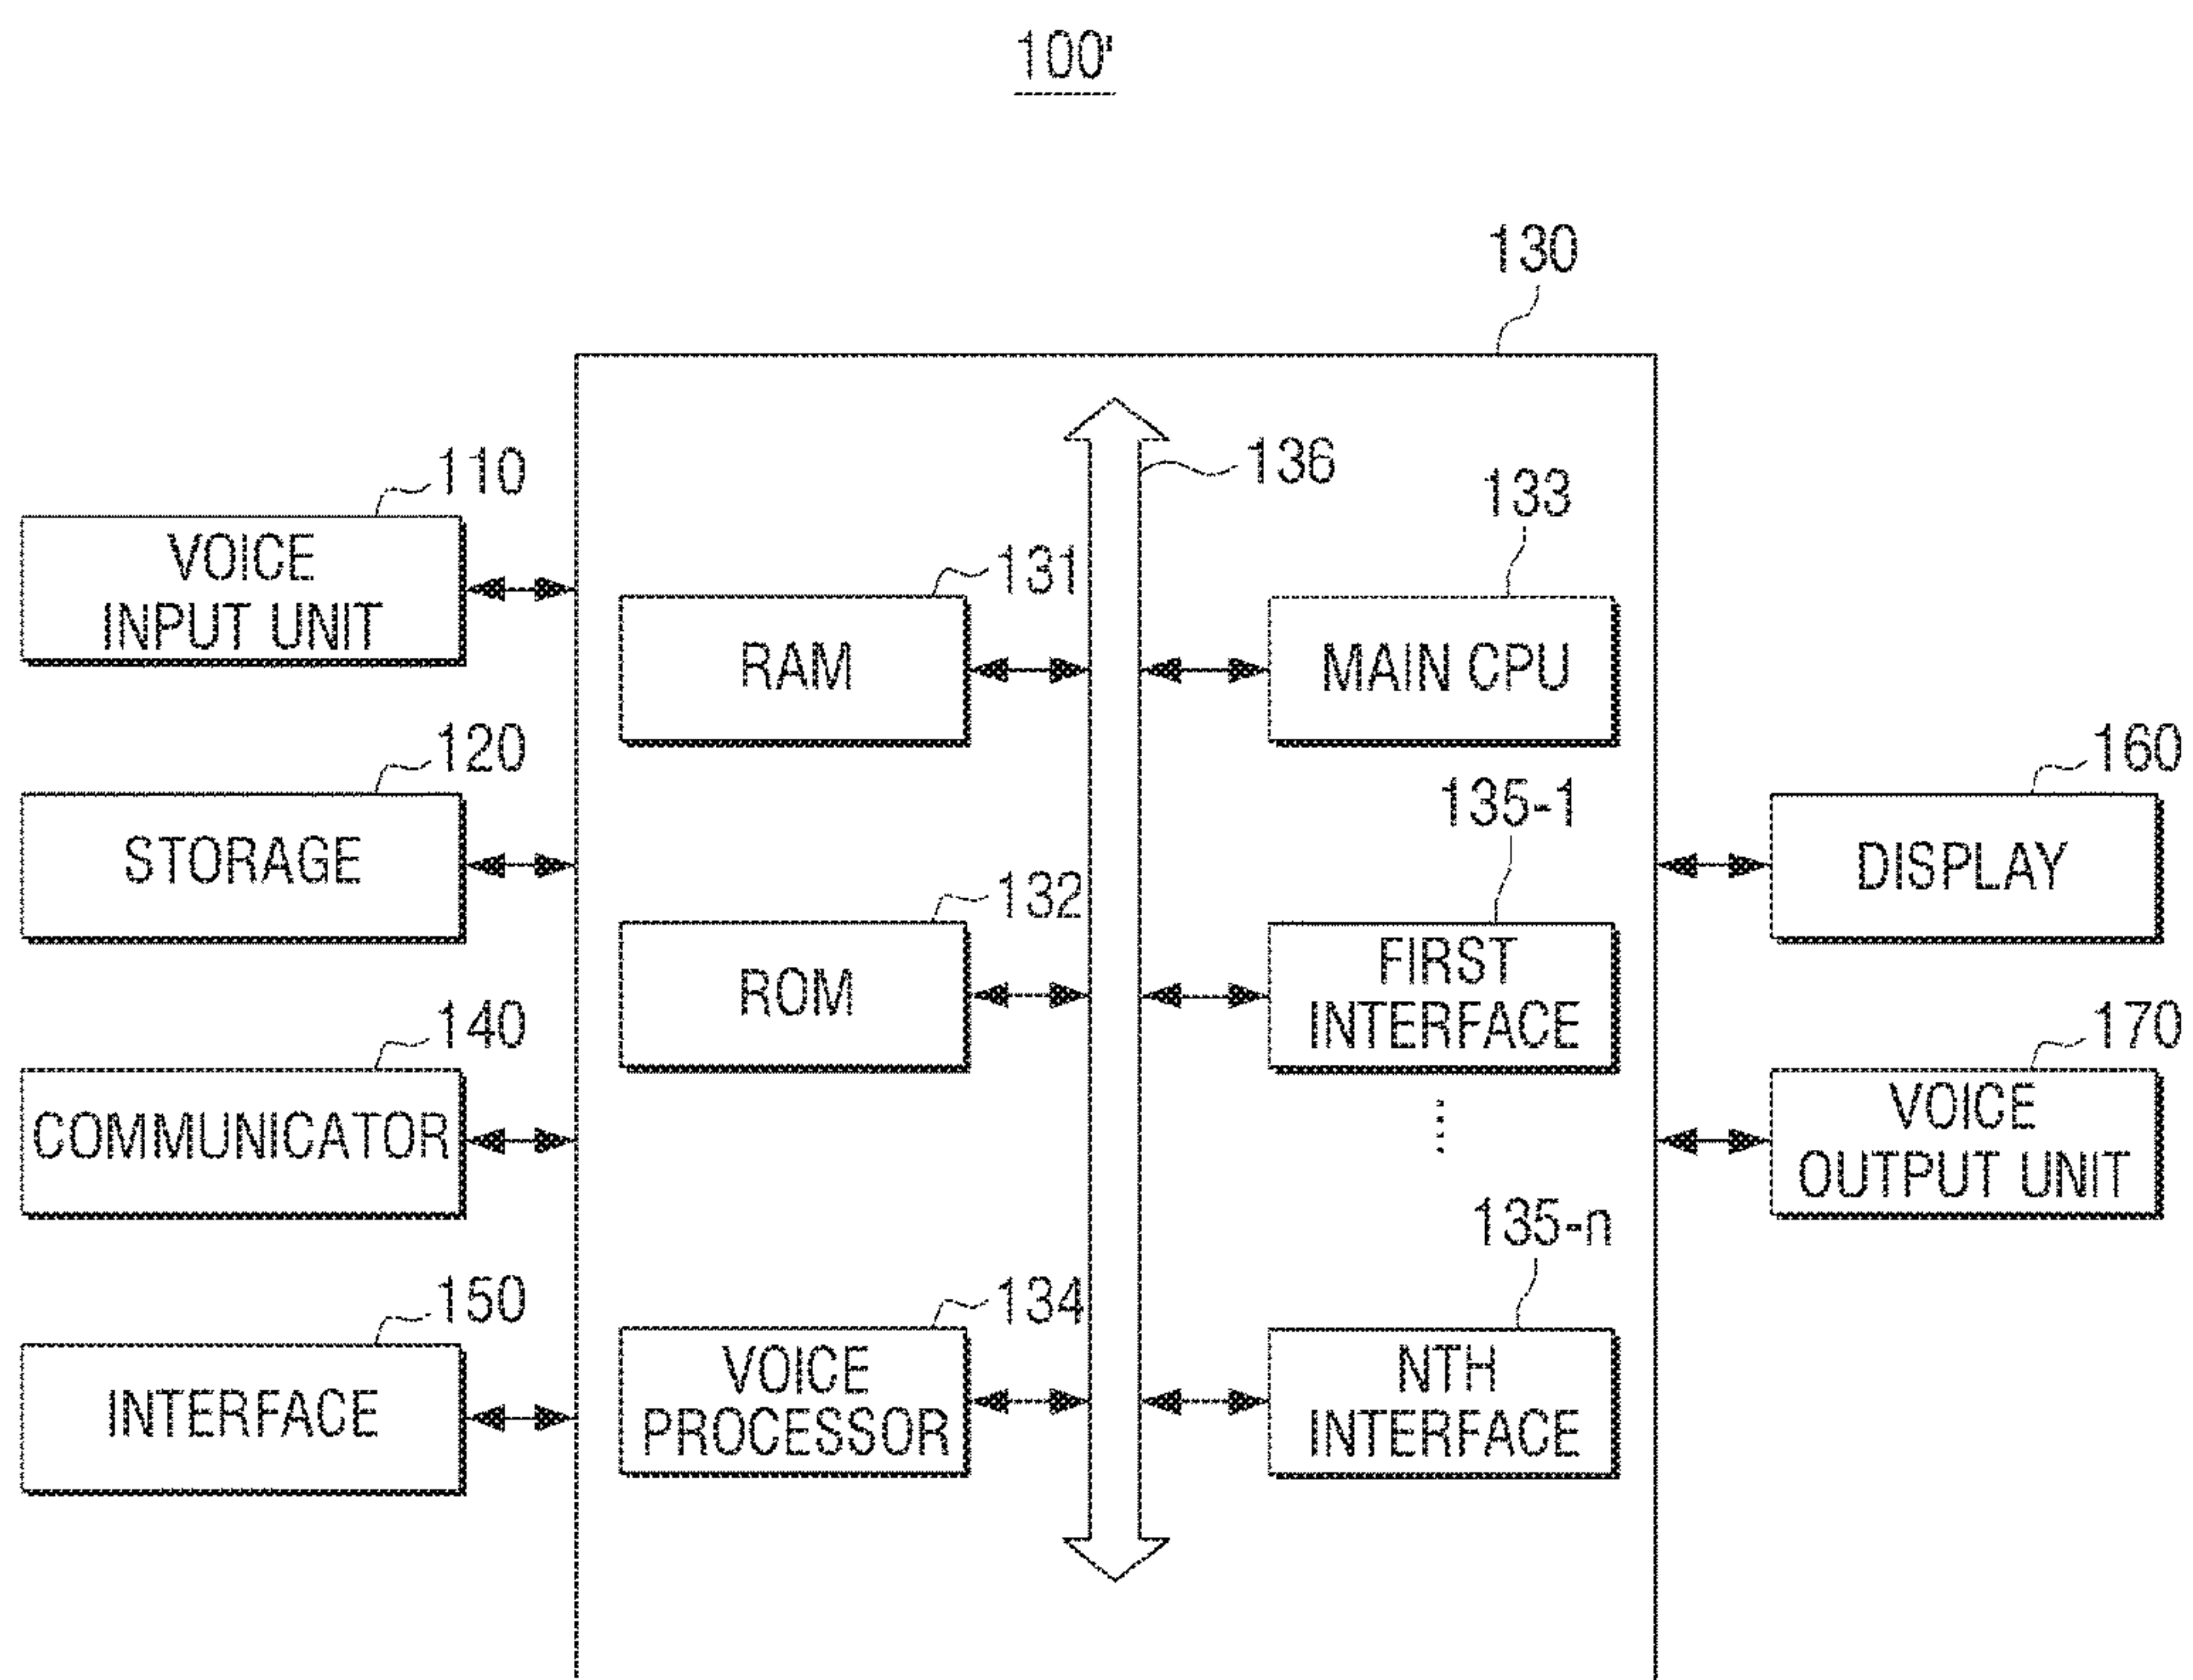 100'
130
136
110
VOICE
INPUT UNIT
133
131
RAM
MAIN CPU
120
STORAGE
160
DISPLAY
135-1
132
ROM
FIRST
INTERFACE
140
COMMUNICATOR
170
VOICE
OUTPUT UNIT
135-n
134
VOICE
PROCESSOR
NTH
INTERFACE
150
INTERFACE